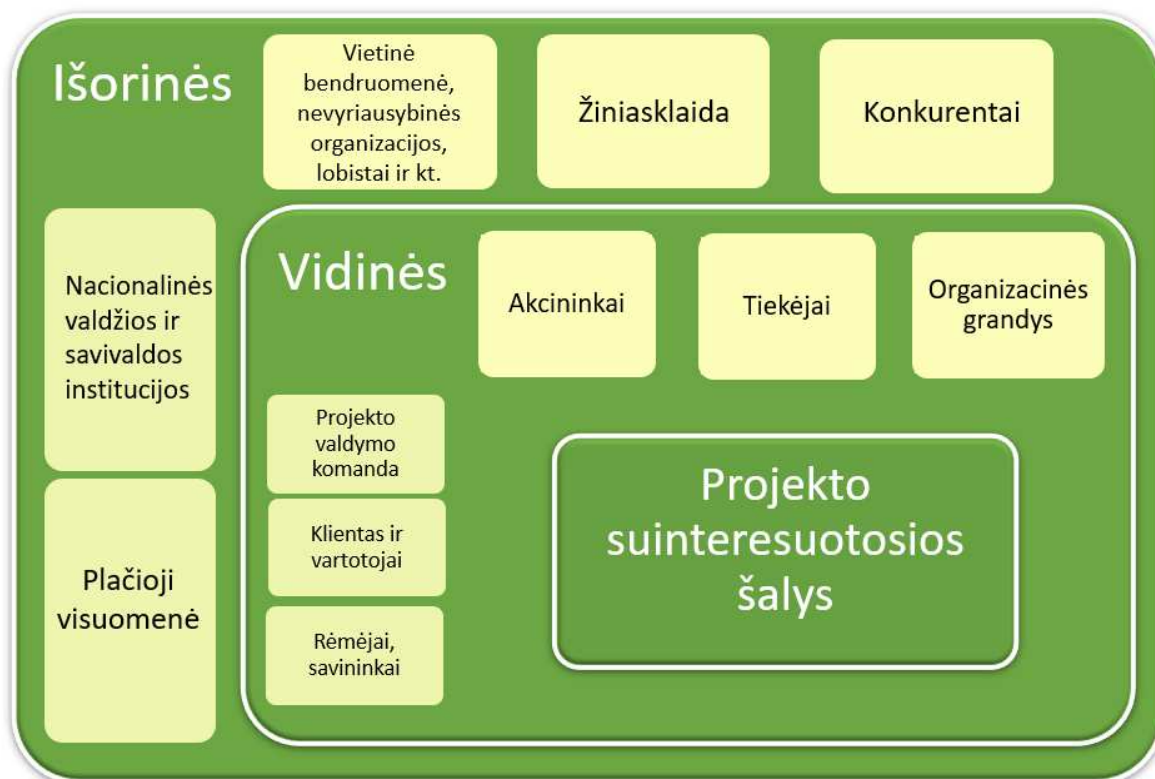 Išorinės
Vietinė
bendruomenė,
nevyriausybinės
organizacijos,
lobistai ir kt.
Žiniasklaida
Konkurentai
Nacionalinės
valdžios ir
savivaldos
institucijos
Plačioji
visuomenė
Vidinės
Akcininkai
Tiekėjai
Organizacinės
grandys
Projekto
valdymo
komanda
Klientas ir
vartotojai
Rėmėjai,
savininkai
Projekto
suinteresuotosios
šalys